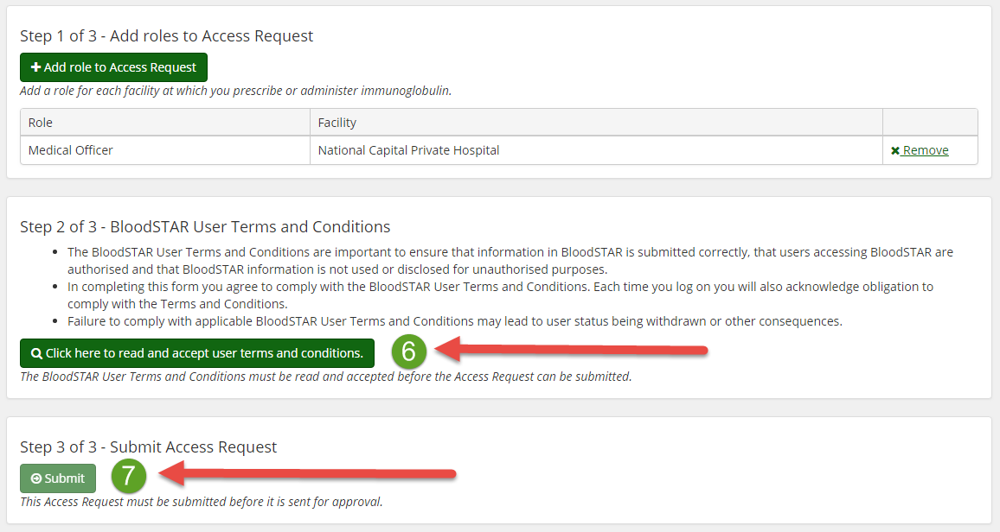 Step 1 of 3 - Add roles to Access Request
Add role to Access Request
Add a role for each facility at which you prescribe or administer immunoglobulin.
Role Facility
Medical Officer National Capital Private Hospital Remove
Step 2 of 3 - BloodSTAR User Terms and Conditions
• The BloodSTAR User Terms and Conditions are important to ensure that information in BloodSTAR is submitted correctly, that users accessing BloodSTAR are
authorised and that BloodSTAR information is not used or disclosed for unauthorised purposes.
• In completing this form you agree to comply with the BloodSTAR User Terms and Conditions. Each time you log on you will also acknowledge obligation to
comply with the Terms and Conditions.
• Failure to comply with applicable BloodSTAR User Terms and Conditions may lead to user status being withdrawn or other consequences.
Click here to read and accept user terms and conditions. 6
The BloodSTAR User Terms and Conditions must be read and accepted before the Access Request can be submitted.
Step 3 of 3 - Submit Access Request
Submit 7
This Access Request must be submitted before it is sent for approval.